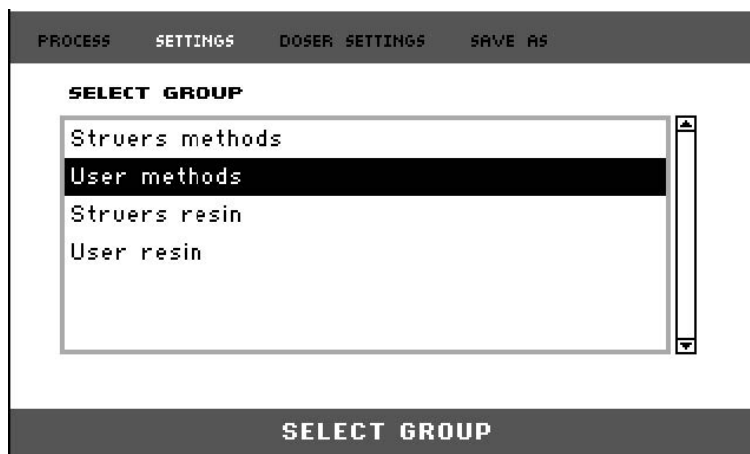 PROCESS SETTINGS DOSER SETTINGS SAVE AS
SELECT GROUP
Struers methods
User methods
Struers resin
User resin
SELECT GROUP